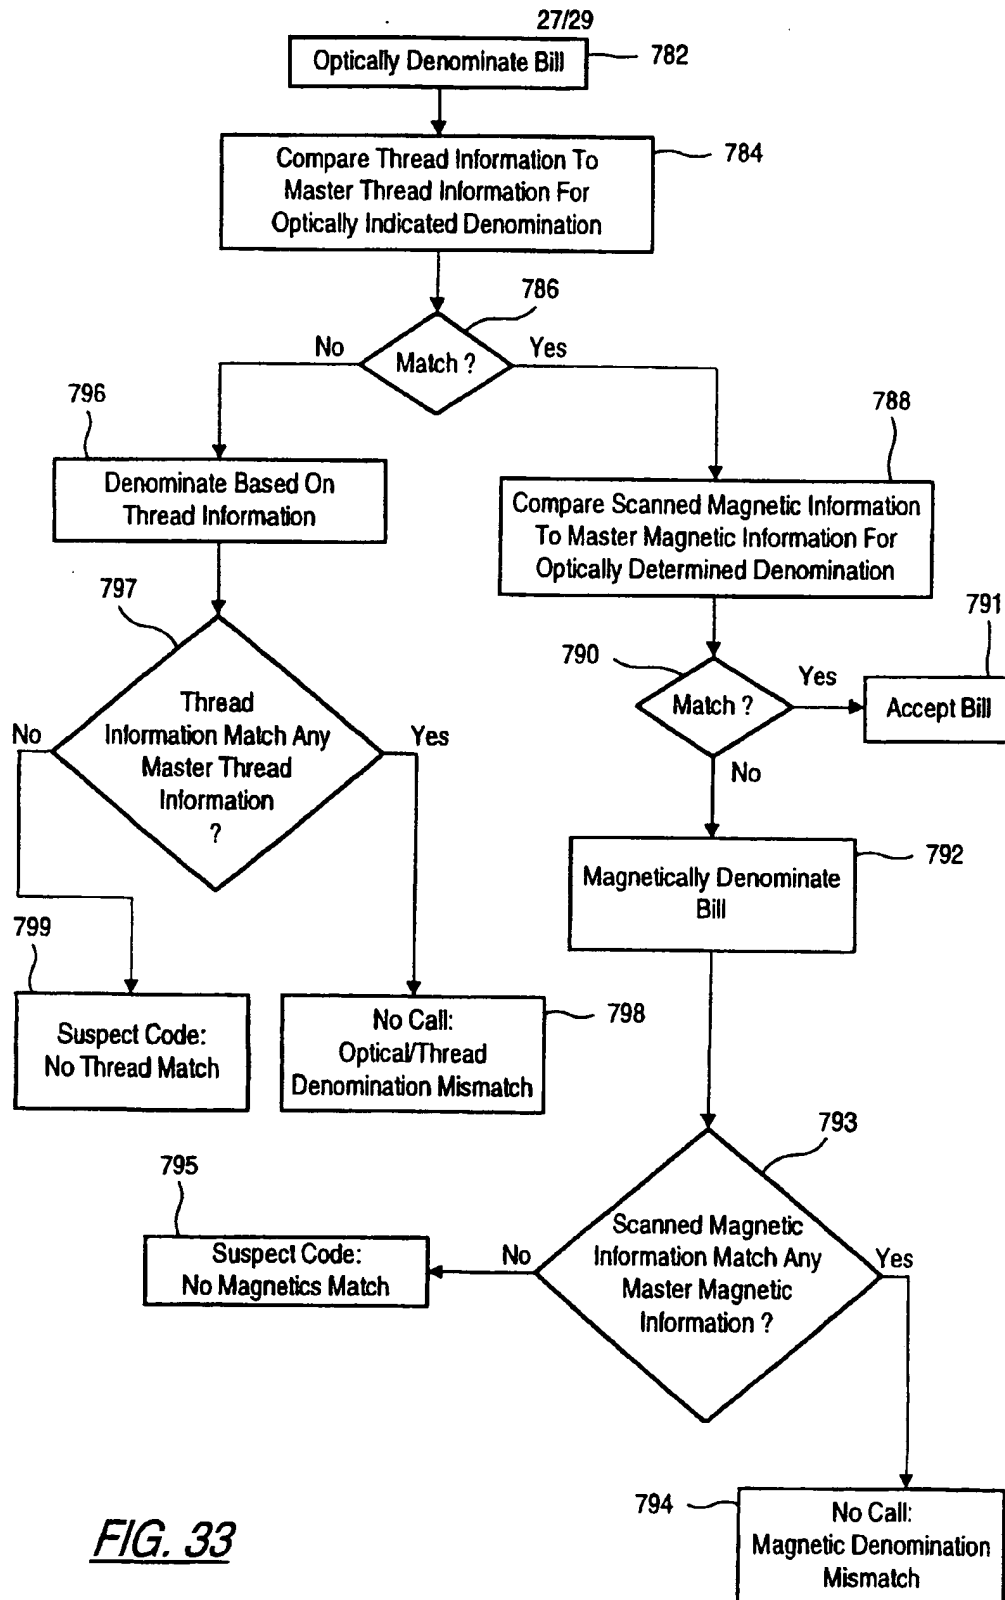 27/29
Optically Denominate Bill
782
Compare Thread Information To
Master Thread Information For
Optically Indicated Denomination
784
786
No
Match ?
Yes
796
Denominate Based On
Thread Information
788
Compare Scanned Magnetic Information
To Master Magnetic Information For
Optically Determined Denomination
797
Thread
Information Match Any
Master Thread
Information
?
No
Yes
790
Match ?
Yes
No
791
Accept Bill
792
Magnetically Denominate
Bill
799
Suspect Code:
No Thread Match
No Call:
Optical/Thread
Denomination Mismatch
798
793
Scanned Magnetic
Information Match Any
Master Magnetic
Information ?
No
Yes
795
Suspect Code:
No Magnetics Match
794
No Call:
Magnetic Denomination
Mismatch
FIG. 33